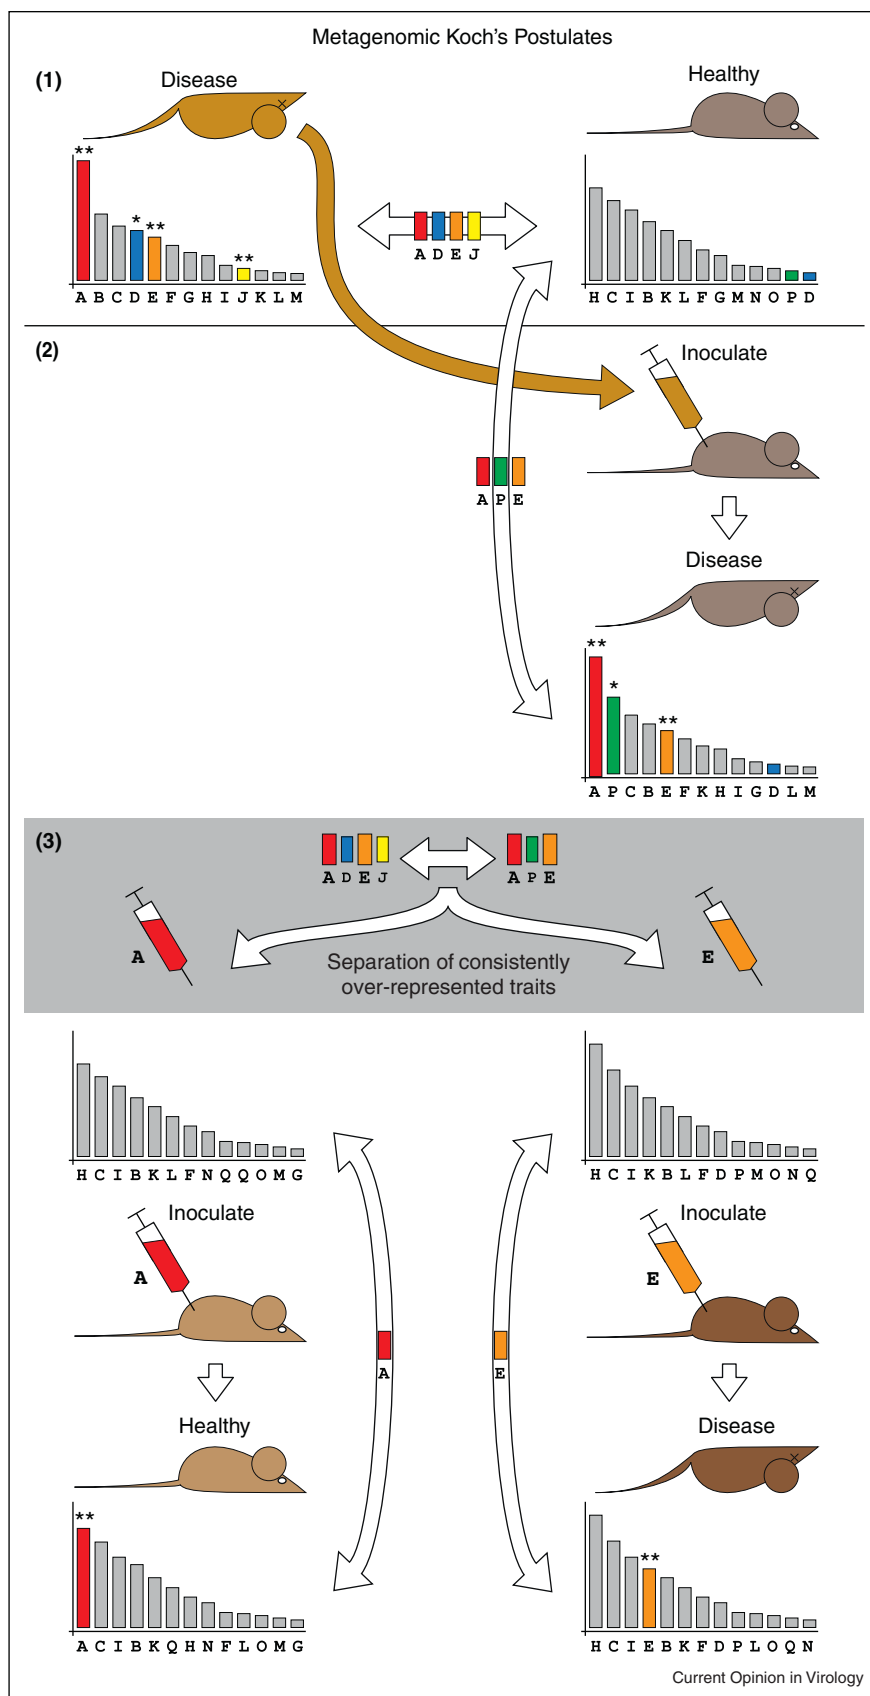 Metagenomic Koch's Postulates
(1)
Disease
Healthy
** * ** **
A B C D E F G H I J K L M
A D E J
H C I B K L F G M N O P D
(2)
Inoculate
A P E
Disease
** * **
A P C B E F K H I G D L M
(3)
A D E J
A P E
A
E
Separation of consistently
over-represented traits
H C I B K L F N Q Q O M G
H C I K B L F D P M O N Q
Inoculate
Inoculate
A
E
A
E
Healthy
Disease
**
**
A C I B K Q H N F L O M G
H C I E B K F D P L O Q N
Current Opinion in Virology